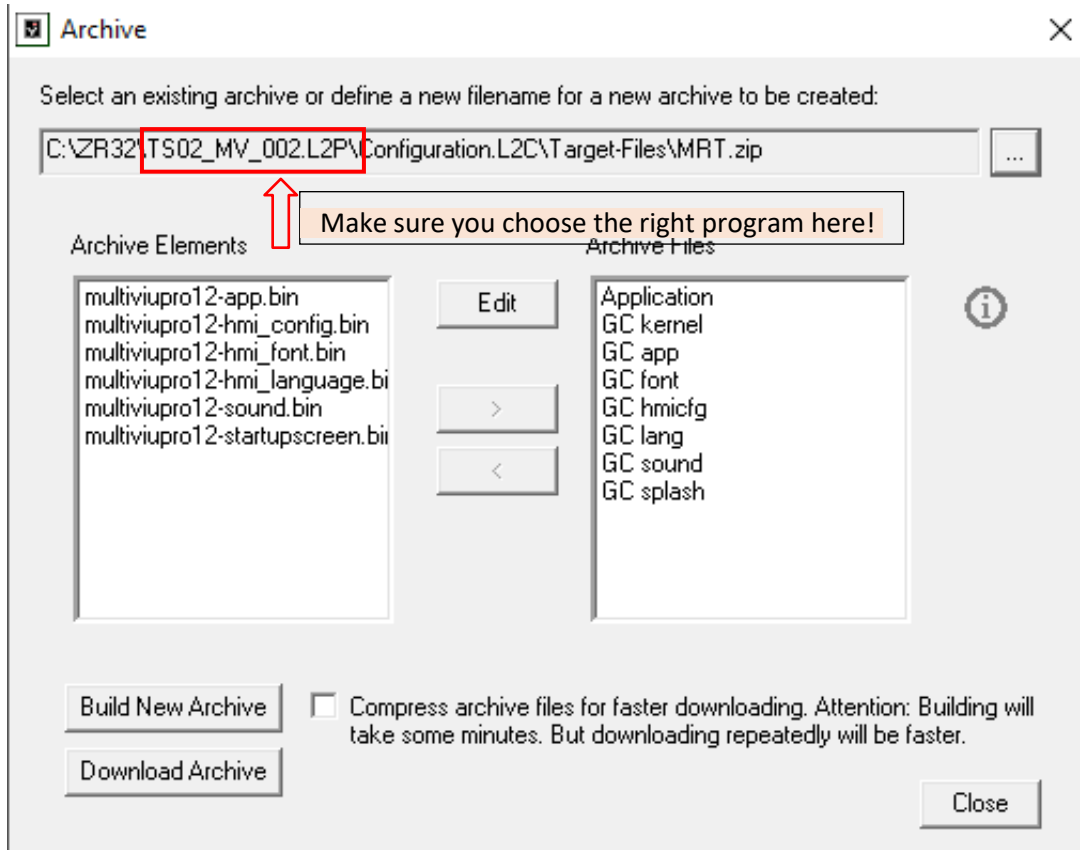 Archive
Select an existing archive or define a new filename for a new archive to be created:
C:\ZR32\TS02_MV_002.L2P\Configuration.L2C\Target-Files\MRT.zip
...
Make sure you choose the right program here!
Archive Elements
Archive Files
multiviupro12-app.bin
multiviupro12-hmi_config.bin
multiviupro12-hmi_font.bin
multiviupro12-hmi_language.bi
multiviupro12-sound.bin
multiviupro12-startupscreen.bin
Edit
>
<
Application
GC kernel
GC app
GC font
GC hmicfg
GC lang
GC sound
GC splash
Build New Archive
Compress archive files for faster downloading. Attention: Building will
take some minutes. But downloading repeatedly will be faster.
Download Archive
Close